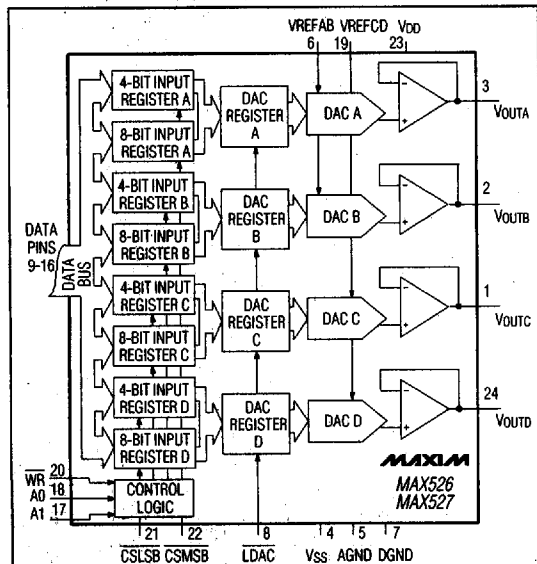 VREFAB VREFCD VDD
6 19 23
4-BIT INPUT
REGISTER A
8-BIT INPUT
REGISTER A
4-BIT INPUT
REGISTER B
8-BIT INPUT
REGISTER B
4-BIT INPUT
REGISTER C
8-BIT INPUT
REGISTER C
4-BIT INPUT
REGISTER D
8-BIT INPUT
REGISTER D
DATA
PINS
9-16
DATA
BUS
DAC
REGISTER
A
DAC
REGISTER
B
DAC
REGISTER
C
DAC
REGISTER
D
DAC A
DAC B
DAC C
DAC D
-
+
-
+
-
+
-
+
3
VOUTA
2
VOUTB
1
VOUTC
24
VOUTD
MAXIM
MAX526
MAX527
WR 20
A0 18
A1 17
CONTROL
LOGIC
21 22 8 4 5 7
CSLSB CSMSB LDAC VSS AGND DGND